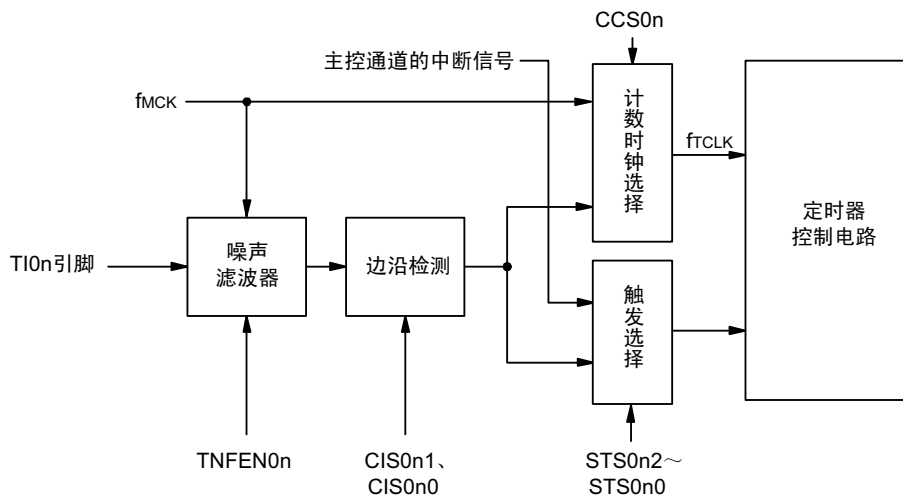 CCS0n
主控通道的中断信号
fMCK
计数时钟选择
fTCLK
定时器
控制电路
TI0n引脚
噪声
滤波器
边沿检测
触发选择
TNFEN0n
CIS0n1、
CIS0n0
STS0n2～
STS0n0